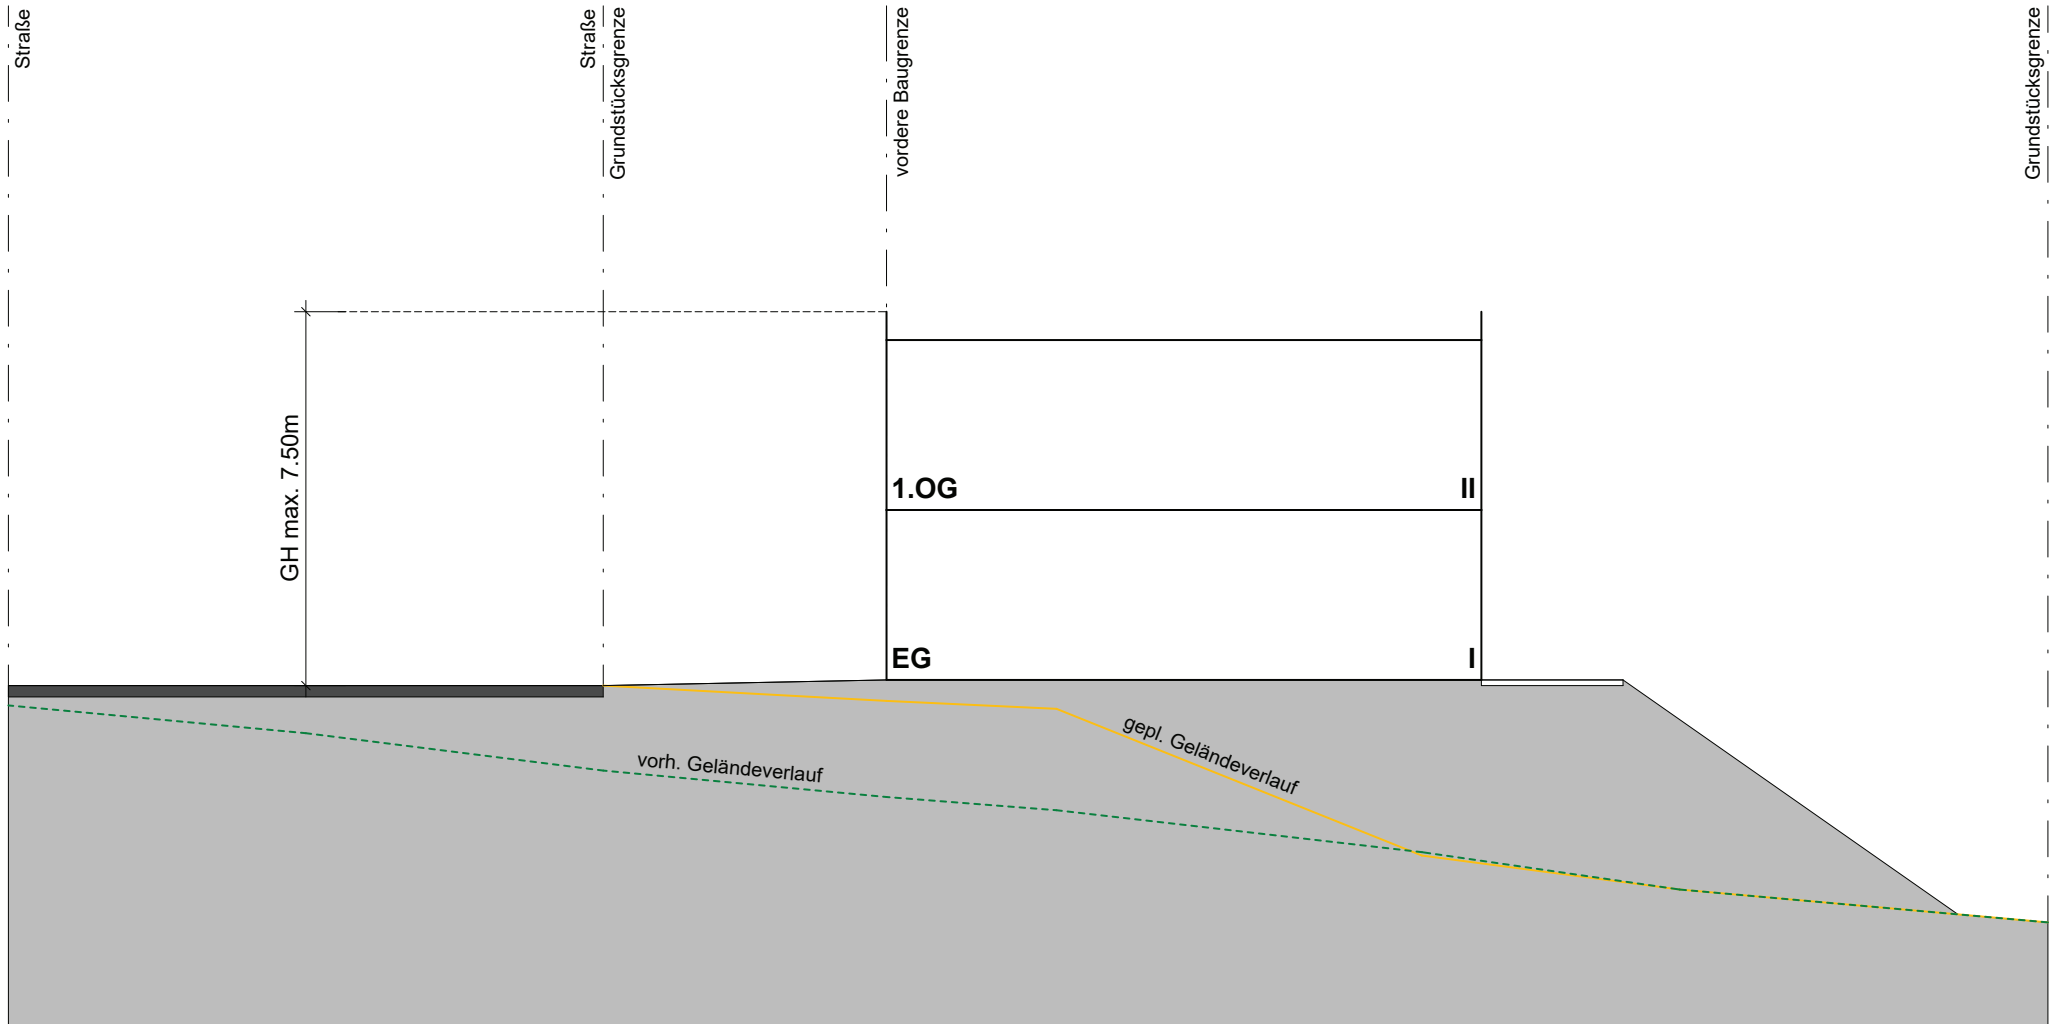 Straße
Straße
Grundstücksgrenze
vordere Baugrenze
Grundstücksgrenze
GH max. 7.50m
1.OG
II
EG
I
gepl. Geländeverlauf
vorh. Geländeverlauf